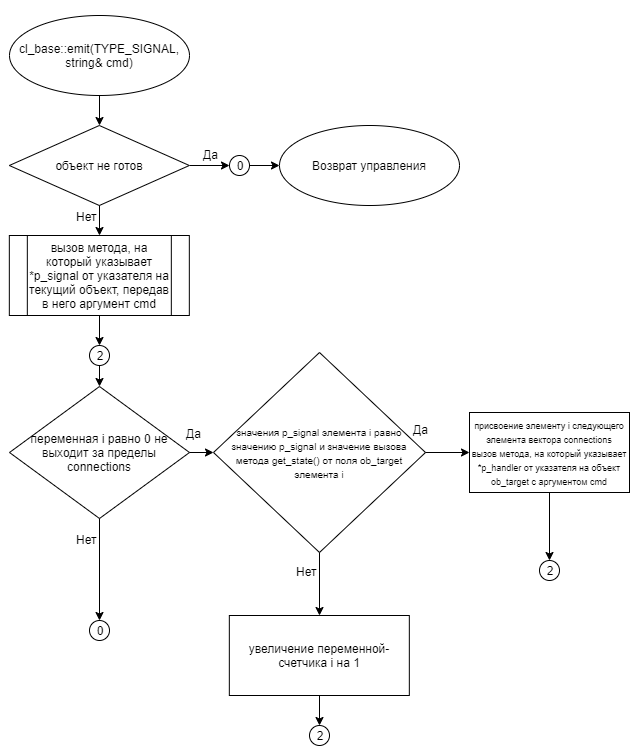 cl_base::emit(TYPE_SIGNAL,
string& cmd)
объект не готов
Да
0
Возврат управления
Нет
вызов метода, на
который указывает
*p_signal от указателя на
текущий объект, передав
в него аргумент cmd
2
переменная i равно 0 не
выходит за пределы
connections
Да
значения p_signal элемента i равно
значению p_signal и значение вызова
метода get_state() от поля ob_target
элемента i
Да
присвоение элементу i следующего
элемента вектора connections
вызов метода, на который указывает
*p_handler от указателя на объект
ob_target с аргументом cmd
2
Нет
0
Нет
увеличение переменной-
счетчика i на 1
2